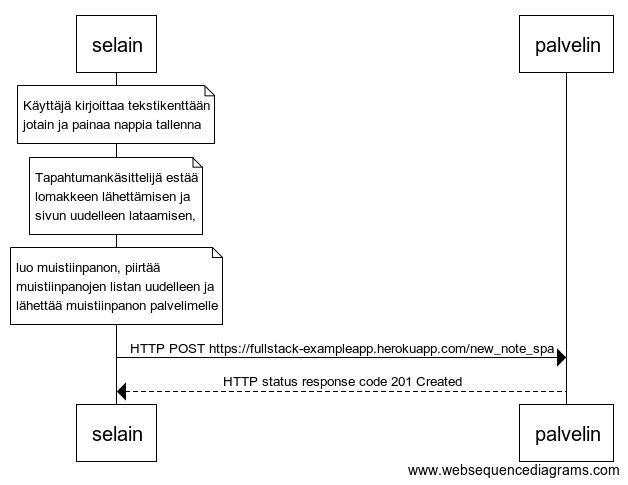 selain
palvelin
Käyttäjä kirjoittaa tekstikenttään
jotain ja painaa nappia tallenna
Tapahtumankäsittelijä estää
lomakkeen lähettämisen ja
sivun uudelleen lataamisen,
luo muistiinpanon, piirtää
muistiinpanojen listan uudelleen ja
lähettää muistiinpanon palvelimelle
HTTP POST https://fullstack-exampleapp.herokuapp.com/new_note_spa
HTTP status response code 201 Created
selain
palvelin
www.websequencediagrams.com